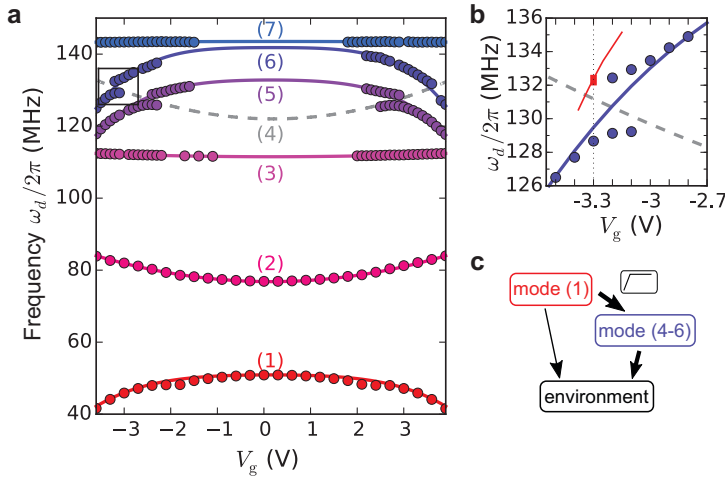 a
Frequency ω_d/2π (MHz)
140
120
100
80
60
40
(7)
(6)
(5)
(4)
(3)
(2)
(1)
−3 −2 −1 0 1 2 3
V_g (V)
b
ω_d/2π (MHz)
136
134
132
130
128
126
-3.3 -3 -2.7
V_g (V)
c
mode (1)
mode (4-6)
environment